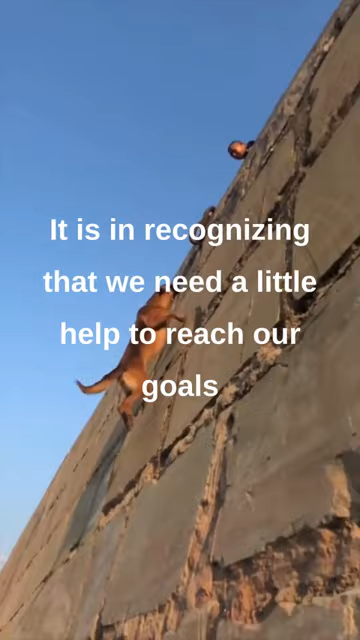 It is in recognizing
that we need a little
help to reach our
goals